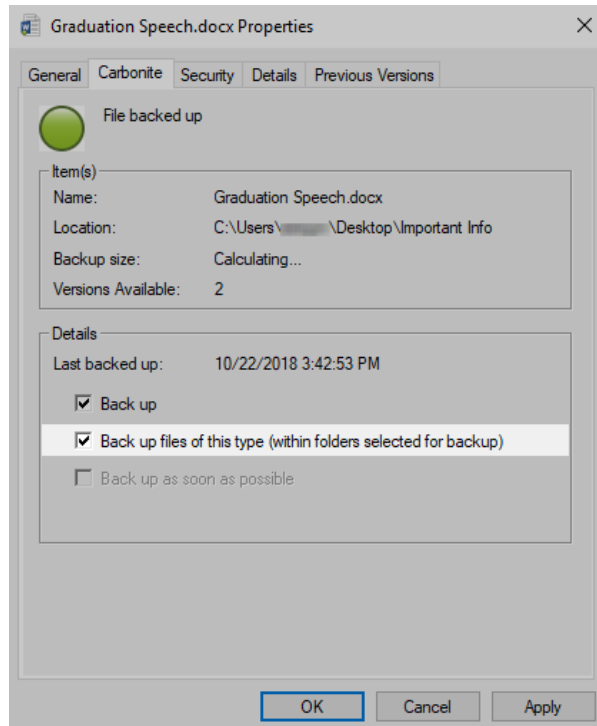 Graduation Speech.docx Properties
General Carbonite Security Details Previous Versions
File backed up
Item(s)
Name: Graduation Speech.docx
Location: C:\Users\ \Desktop\Important Info
Backup size: Calculating...
Versions Available: 2
Details
Last backed up: 10/22/2018 3:42:53 PM
Back up
Back up files of this type (within folders selected for backup)
Back up as soon as possible
OK Cancel Apply